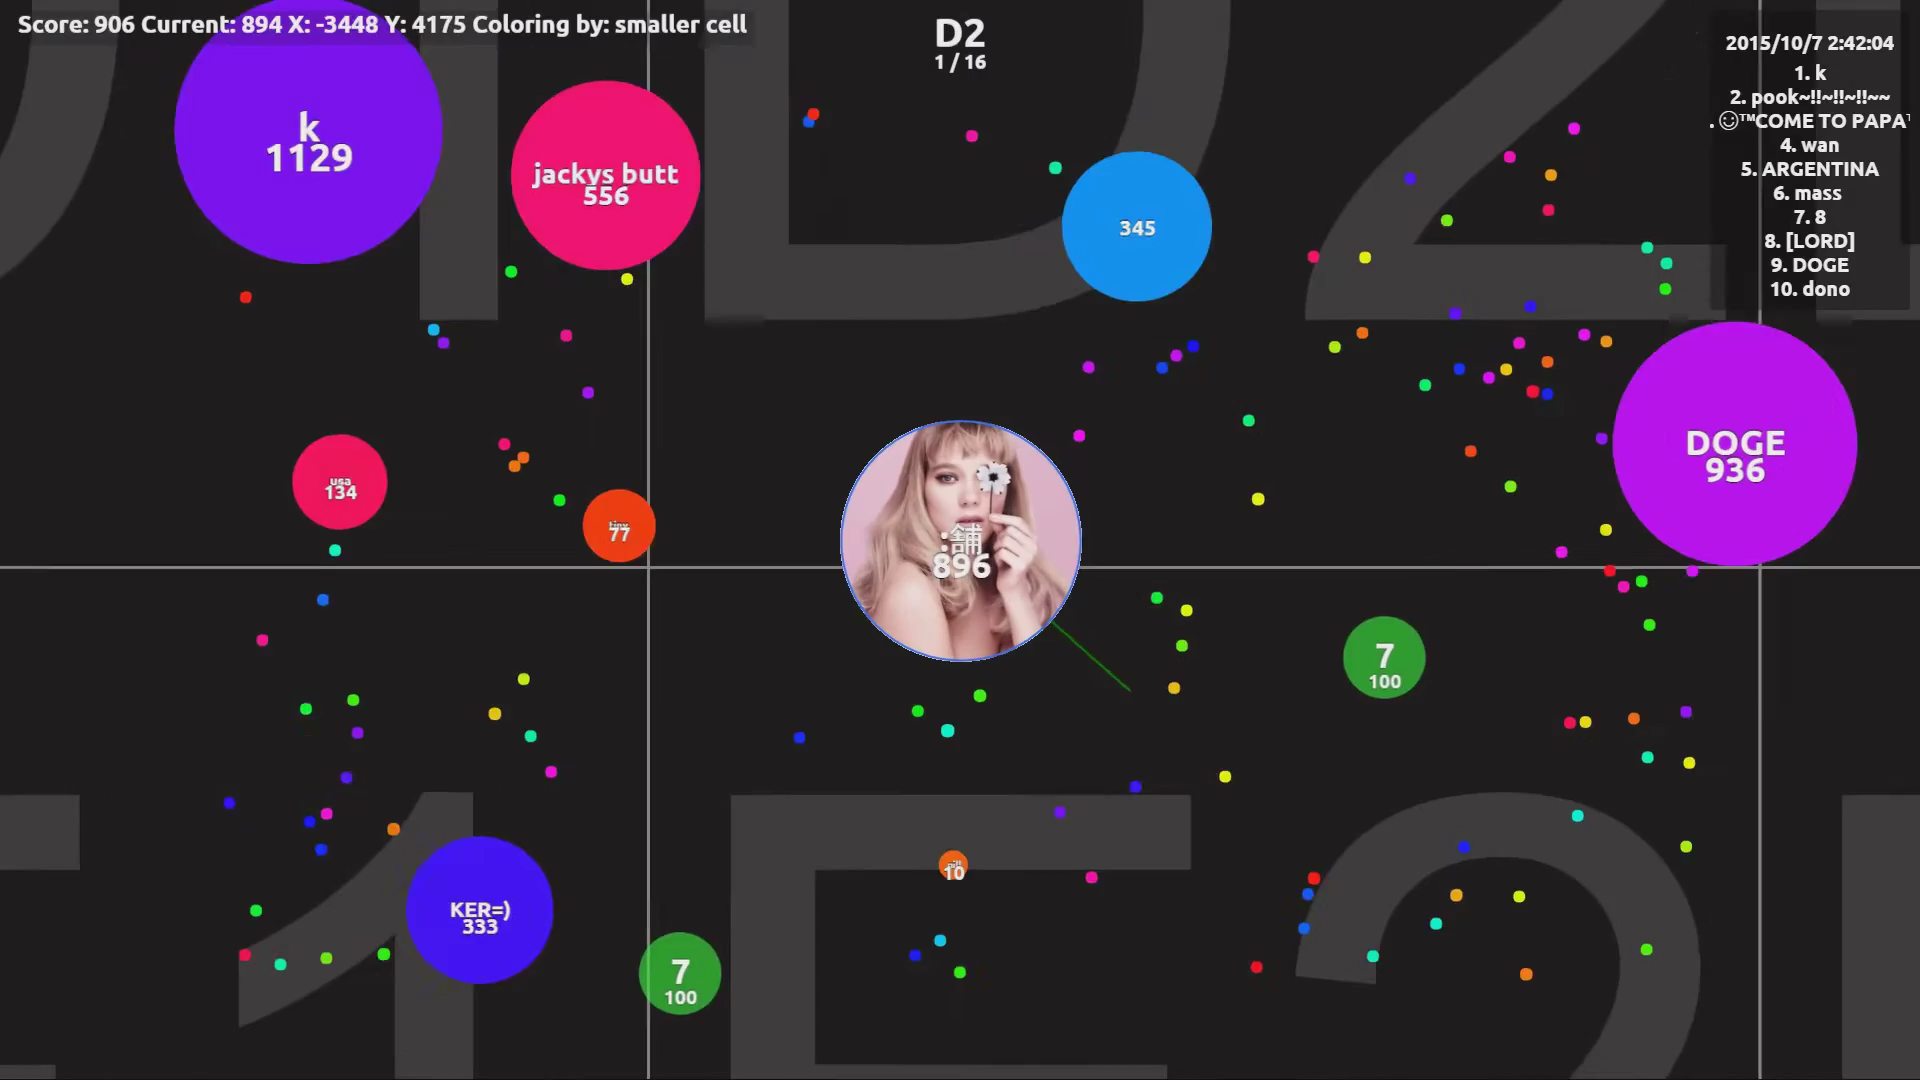 Score: 906 Current: 894 X: -3448 Y: 4175 Coloring by: smaller cell
D2
1 / 16
2015/10/7 2:42:04
1. k
2. pook~!!~!!~!!~~
. ☺™COME TO PAPA
4. wan
5. ARGENTINA
6. mass
7. 8
8. [LORD]
9. DOGE
10. dono
k
1129
jackys butt
556
345
DOGE
936
usa
134
77
:舖
896
7
100
10
KER=)
333
7
100
D
2
1
E
2